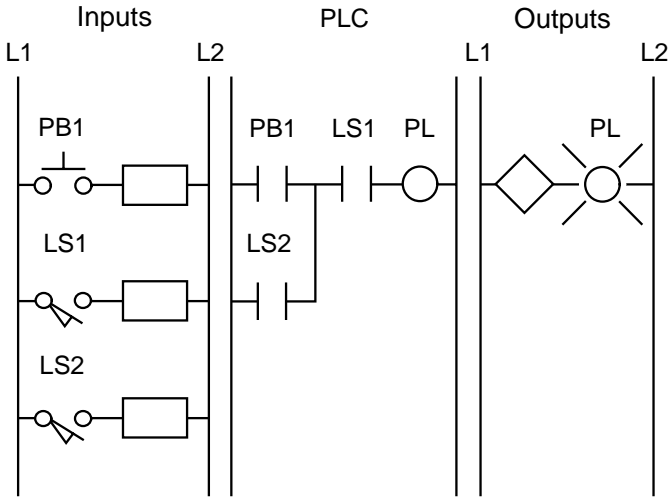 Inputs PLC Outputs
L1 L2 L1 L2
PB1 PB1 LS1 PL PL
LS1 LS2
LS2